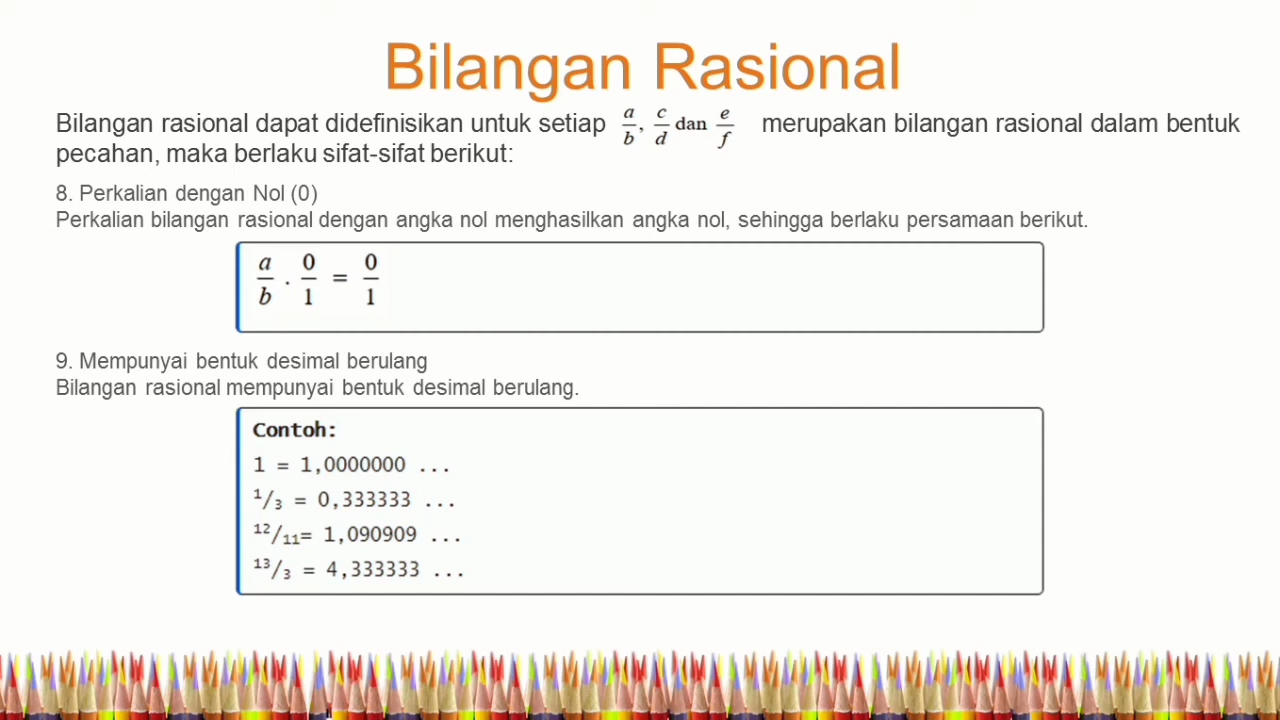 Bilangan Rasional
Bilangan rasional dapat didefinisikan untuk setiap a/b, c/d dan e/f merupakan bilangan rasional dalam bentuk
pecahan, maka berlaku sifat-sifat berikut:
8. Perkalian dengan Nol (0)
Perkalian bilangan rasional dengan angka nol menghasilkan angka nol, sehingga berlaku persamaan berikut.
a/b . 0/1 = 0/1
9. Mempunyai bentuk desimal berulang
Bilangan rasional mempunyai bentuk desimal berulang.
Contoh:
1 = 1,0000000 ...
1/3 = 0,333333 ...
12/11= 1,090909 ...
13/3 = 4,333333 ...